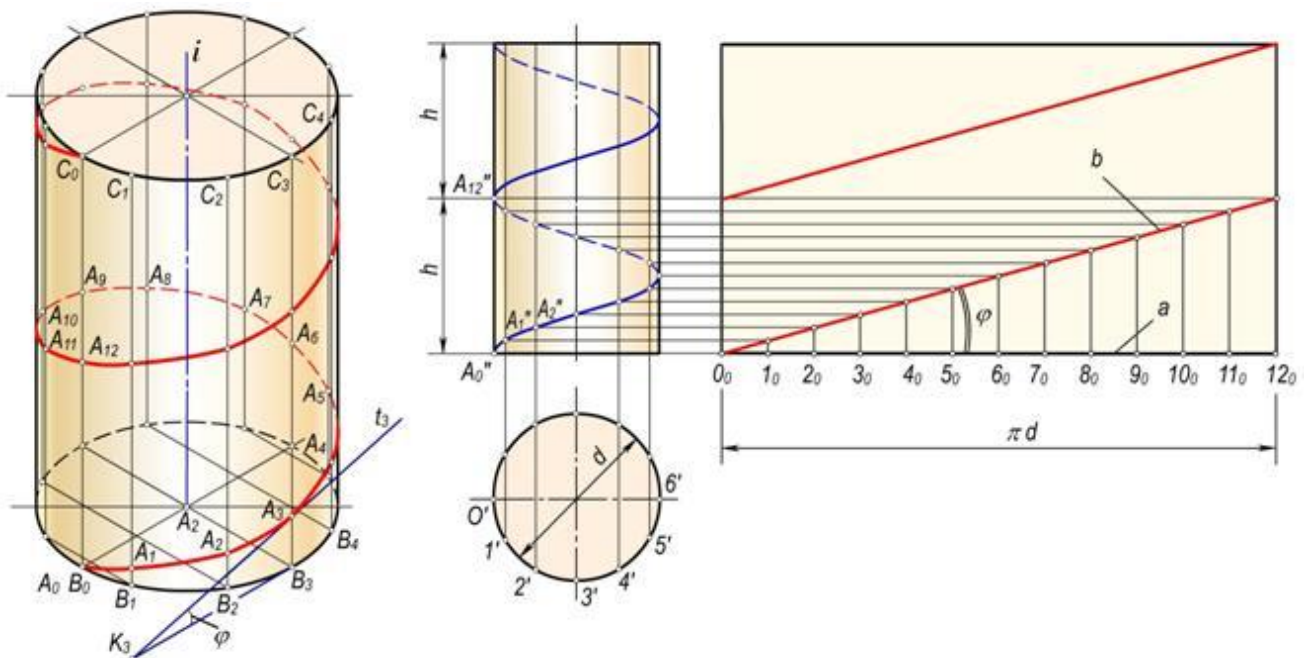 i
C₄
C₀
C₁
C₂
C₃
A₉
A₈
A₇
A₁₀
A₁₁
A₁₂
A₆
A₅
t₃
A₄
A₂
A₃
A₁
A₂
B₄
A₀ B₀
B₁
B₂
B₃
K₃
φ
h
A₁₂"
h
A₁" A₂"
A₀"
d
6'
O'
1'
5'
2'
3'
4'
b
φ
a
0₀ 1₀ 2₀ 3₀ 4₀ 5₀ 6₀ 7₀ 8₀ 9₀ 10₀ 11₀ 12₀
π d